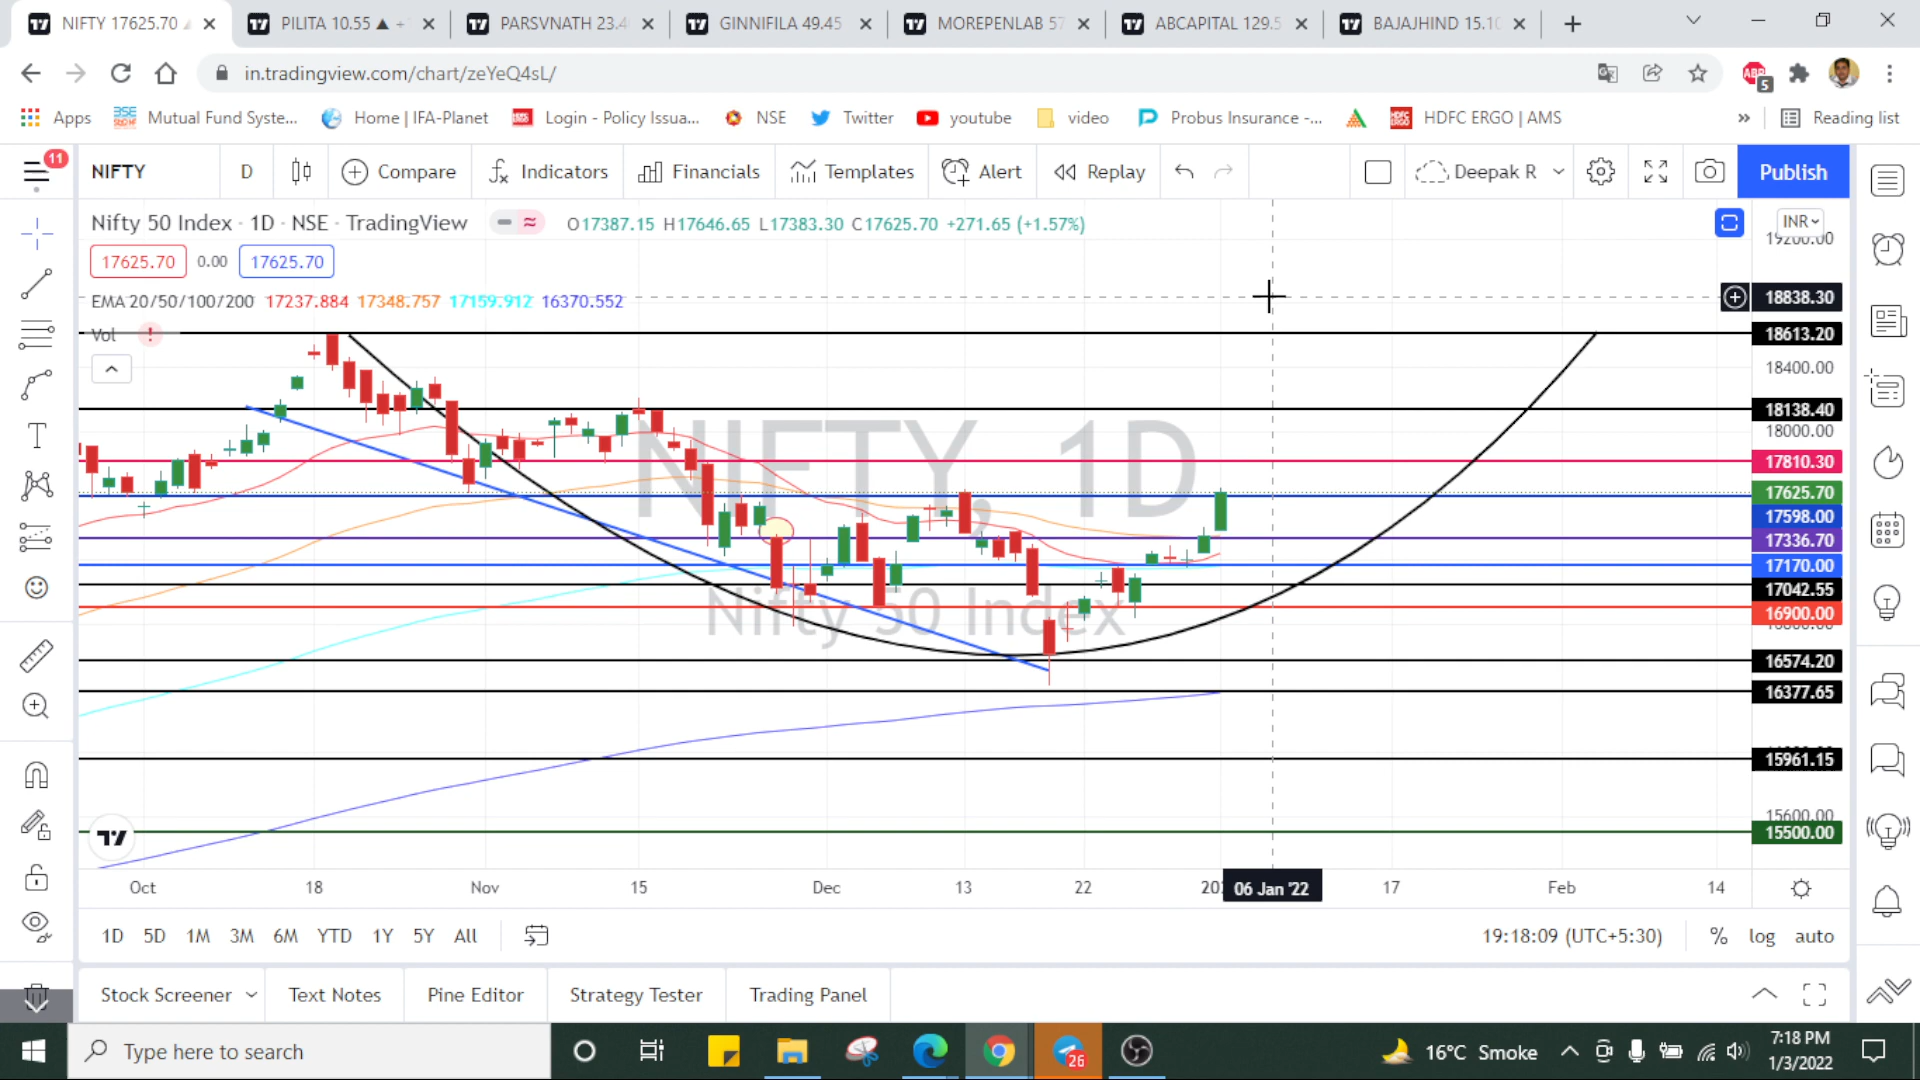 NIFTY 17625.70
PILITA 10.55 ▲ +
PARSVNATH 23.4
GINNIFILA 49.45
MOREPENLAB 57
ABCAPITAL 129.5
BAJAJHIND 15.10
in.tradingview.com/chart/zeYeQ4sL/
ABP
5
Apps
Mutual Fund Syste...
Home | IFA-Planet
Login - Policy Issua...
NSE
Twitter
youtube
video
Probus Insurance -...
HDFC ERGO | AMS
»
Reading list
11
NIFTY
D
Compare
Indicators
Financials
Templates
Alert
Replay
Deepak R
Publish
Nifty 50 Index · 1D · NSE · TradingView
O17387.15 H17646.65 L17383.30 C17625.70 +271.65 (+1.57%)
INR
19200.00
17625.70 0.00 17625.70
EMA 20/50/100/200 17237.884 17348.757 17159.912 16370.552
18838.30
Vol !
18613.20
18400.00
18138.40
18000.00
17810.30
17625.70
17598.00
17336.70
17170.00
17042.55
16900.00
16574.20
16377.65
15961.15
15600.00
15500.00
NIFTY, 1D
Nifty 50 Index
Oct 18 Nov 15 Dec 13 22 06 Jan '22 17 Feb 14
1D 5D 1M 3M 6M YTD 1Y 5Y All
19:18:09 (UTC+5:30) % log auto
Stock Screener
Text Notes
Pine Editor
Strategy Tester
Trading Panel
Type here to search
26
16°C Smoke
7:18 PM
1/3/2022